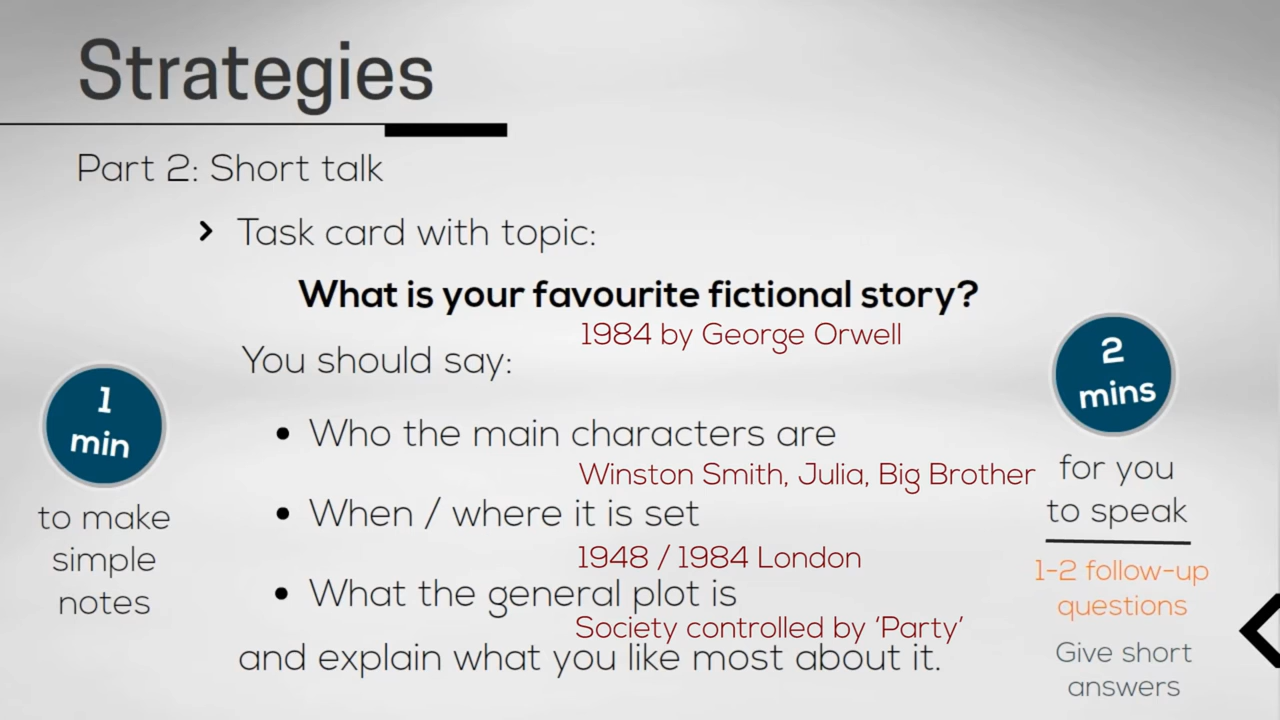 Strategies
Part 2: Short talk
Task card with topic:
What is your favourite fictional story?
1984 by George Orwell
You should say:
Who the main characters are
Winston Smith, Julia, Big Brother
When / where it is set
1948 / 1984 London
What the general plot is
Society controlled by 'Party'
and explain what you like most about it.
1
min
to make
simple
notes
2
mins
for you
to speak
1-2 follow-up
questions
Give short
answers